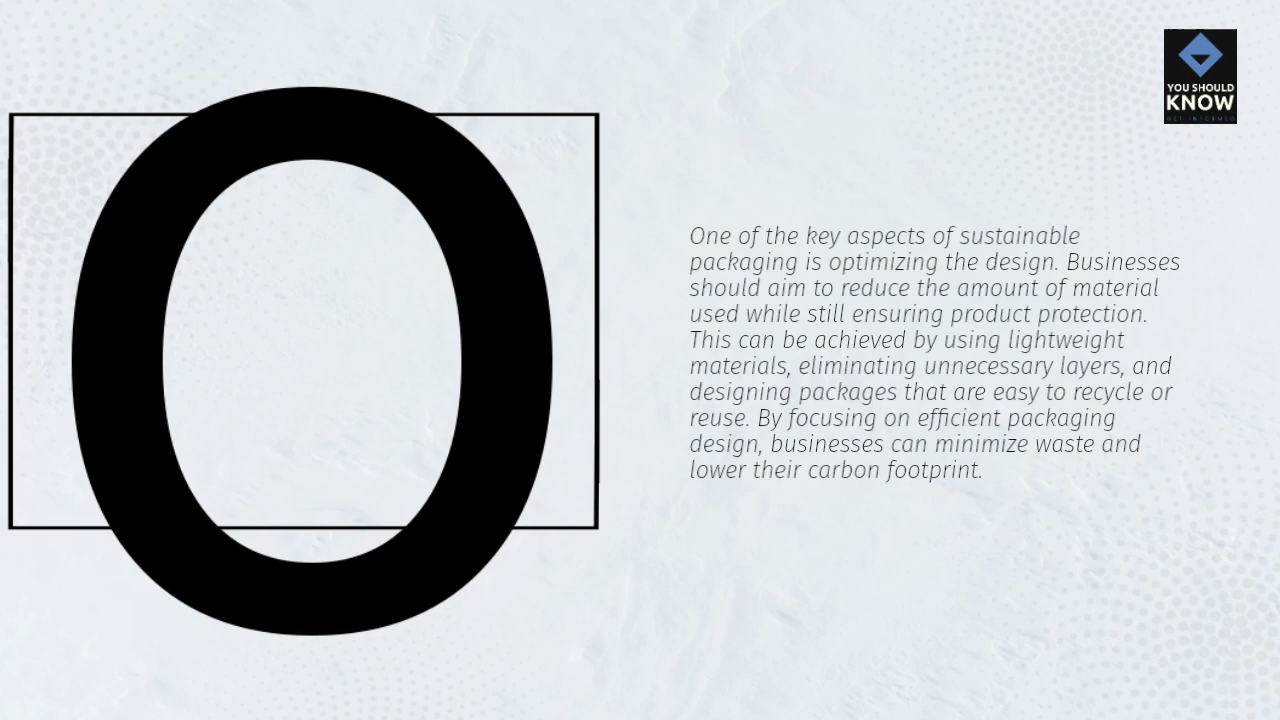 O
YOU SHOULD
KNOW
GET INFORMED
One of the key aspects of sustainable
packaging is optimizing the design. Businesses
should aim to reduce the amount of material
used while still ensuring product protection.
This can be achieved by using lightweight
materials, eliminating unnecessary layers, and
designing packages that are easy to recycle or
reuse. By focusing on efficient packaging
design, businesses can minimize waste and
lower their carbon footprint.